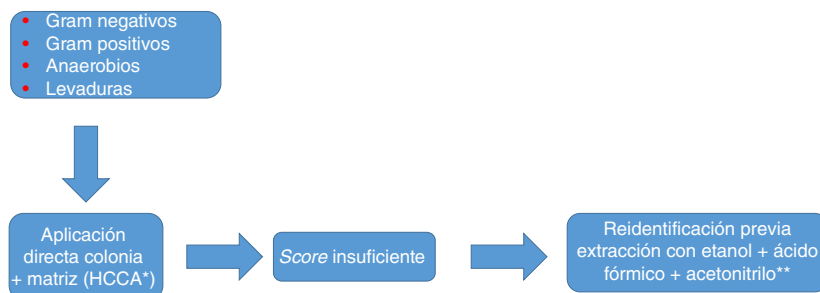 • Gram negativos
• Gram positivos
• Anaerobios
• Levaduras
Aplicación
directa colonia
+ matriz (HCCA*)
Score insuficiente
Reidentificación previa
extracción con etanol + ácido
fórmico + acetonitrilo**